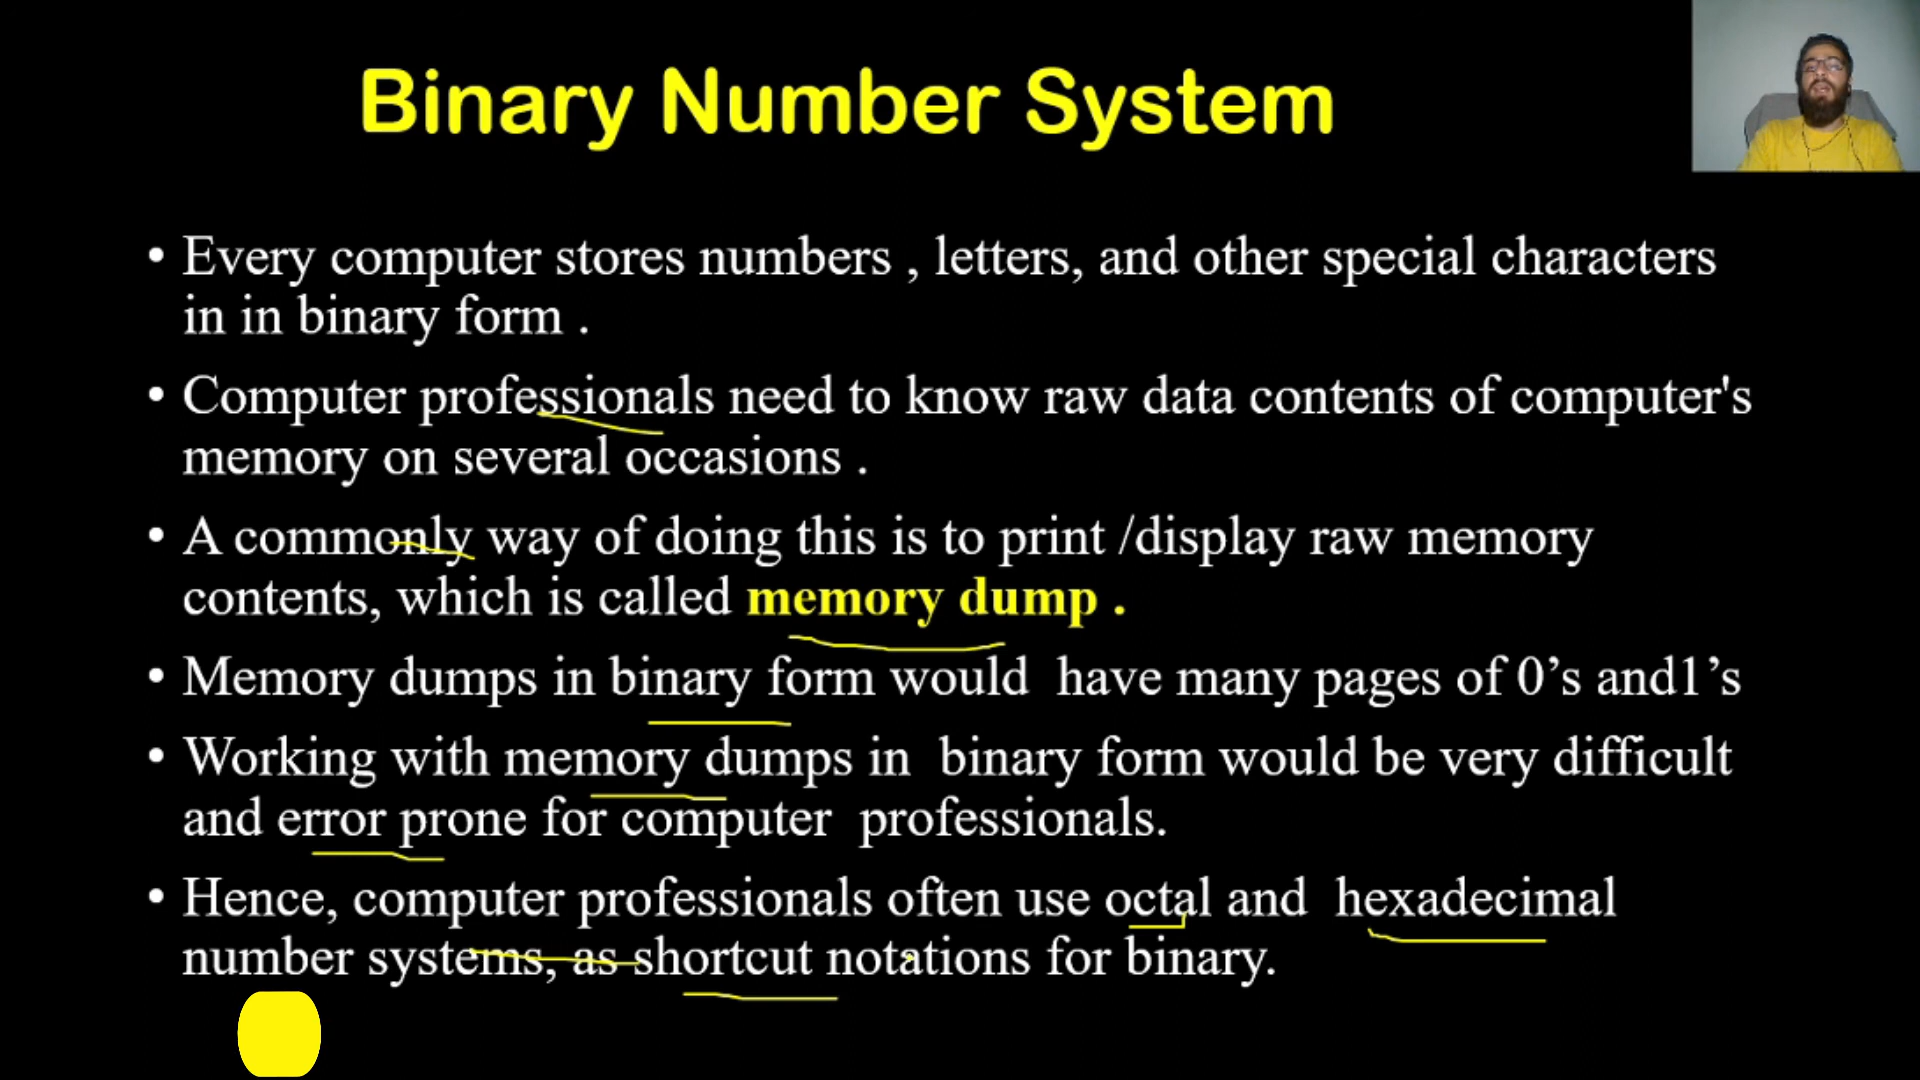 Binary Number System
• Every computer stores numbers , letters, and other special characters
in in binary form .
• Computer professionals need to know raw data contents of computer's
memory on several occasions .
• A commonly way of doing this is to print /display raw memory
contents, which is called memory dump .
• Memory dumps in binary form would  have many pages of 0’s and1’s
• Working with memory dumps in  binary form would be very difficult
and error prone for computer  professionals.
• Hence, computer professionals often use octal and  hexadecimal
number systems, as shortcut notations for binary.